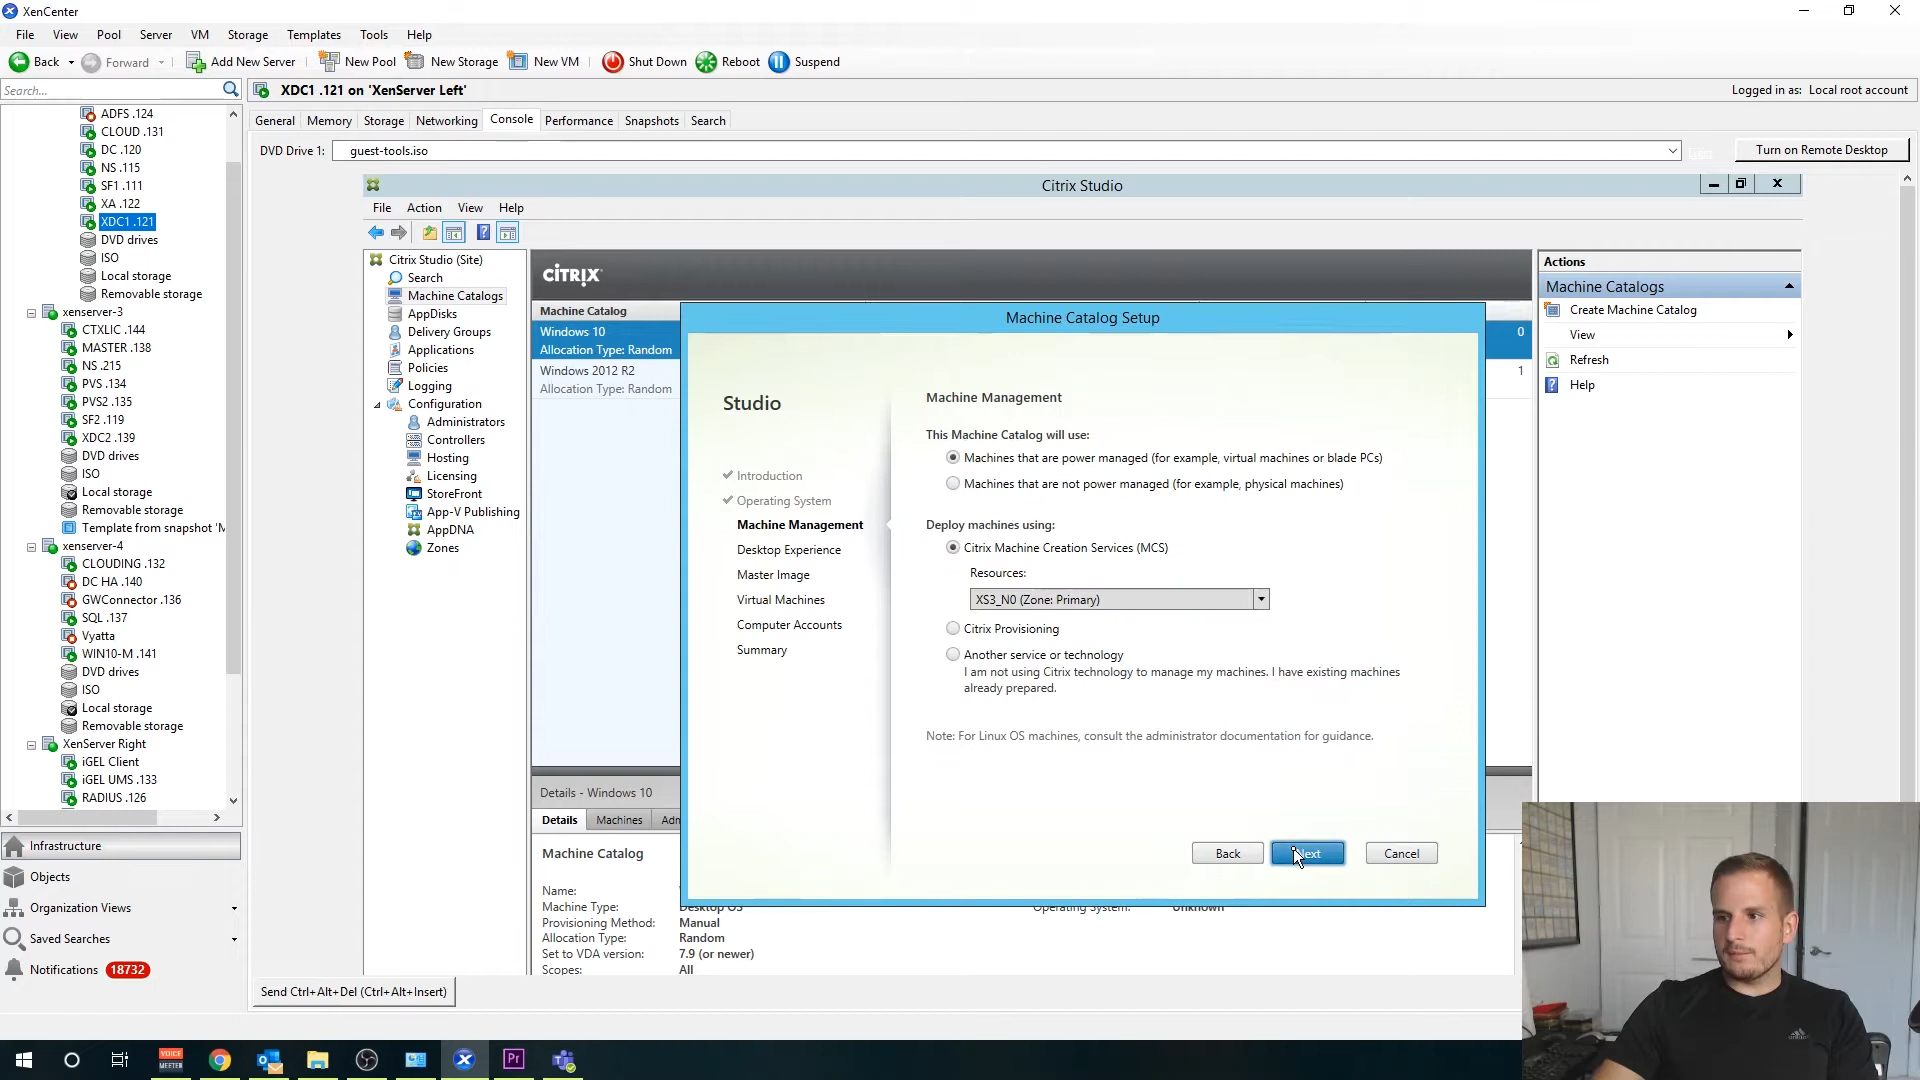 XenCenter
File View Pool Server VM Storage Templates Tools Help
Back Forward Add New Server New Pool New Storage New VM Shut Down Reboot Suspend
Search...
XDC1 .121 on 'XenServer Left'
Logged in as: Local root account
General Memory Storage Networking Console Performance Snapshots Search
DVD Drive 1: guest-tools.iso
Turn on Remote Desktop
ADFS .124
CLOUD .131
DC .120
NS .115
SF1 .111
XA .122
XDC1 .121
DVD drives
ISO
Local storage
Removable storage
xenserver-3
CTXLIC .144
MASTER .138
NS .215
PVS .134
PVS2 .135
SF2 .119
XDC2 .139
DVD drives
ISO
Local storage
Removable storage
Template from snapshot 'M
xenserver-4
CLOUDING .132
DC HA .140
GWConnector .136
SQL .137
Vyatta
WIN10-M .141
DVD drives
ISO
Local storage
Removable storage
XenServer Right
iGEL Client
iGEL UMS .133
RADIUS .126
Infrastructure
Objects
Organization Views
Saved Searches
Notifications 18732
Citrix Studio
File Action View Help
Citrix Studio (Site)
Search
Machine Catalogs
AppDisks
Delivery Groups
Applications
Policies
Logging
Configuration
Administrators
Controllers
Hosting
Licensing
StoreFront
App-V Publishing
AppDNA
Zones
CİTRIX
Machine Catalog
Windows 10
0
Allocation Type: Random
Windows 2012 R2
1
Allocation Type: Random
Machine Catalog Setup
Studio
Introduction
Operating System
Machine Management
Desktop Experience
Master Image
Virtual Machines
Computer Accounts
Summary
Machine Management
This Machine Catalog will use:
Machines that are power managed (for example, virtual machines or blade PCs)
Machines that are not power managed (for example, physical machines)
Deploy machines using:
Citrix Machine Creation Services (MCS)
Resources:
XS3_N0 (Zone: Primary)
Citrix Provisioning
Another service or technology
I am not using Citrix technology to manage my machines. I have existing machines
already prepared.
Note: For Linux OS machines, consult the administrator documentation for guidance.
Back Next Cancel
Details - Windows 10
Details Machines Adn
Machine Catalog
Name:
Machine Type: Desktop OS
Operating System: Unknown
Provisioning Method: Manual
Allocation Type: Random
Set to VDA version: 7.9 (or newer)
Scopes: All
Actions
Machine Catalogs
Create Machine Catalog
View
Refresh
Help
Send Ctrl+Alt+Del (Ctrl+Alt+Insert)
VOICE
MEETER
Pr